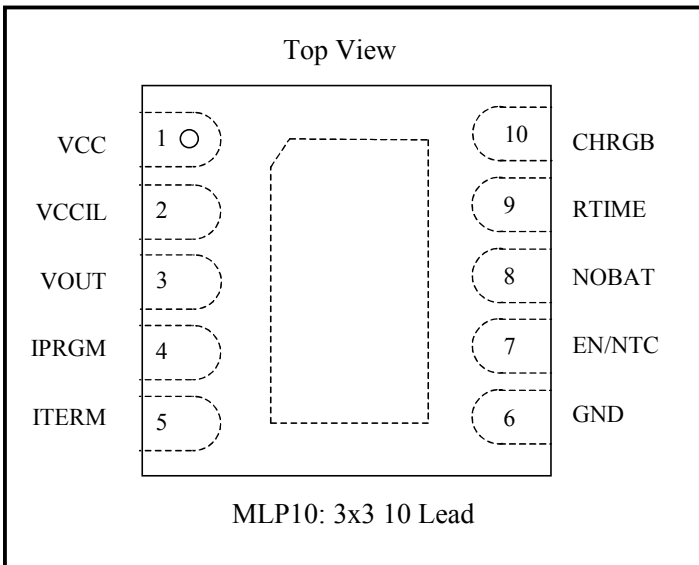 Top View
VCC 1 10 CHRGB
VCCIL 2 9 RTIME
VOUT 3 8 NOBAT
IPRGM 4 7 EN/NTC
ITERM 5 6 GND
MLP10: 3x3 10 Lead